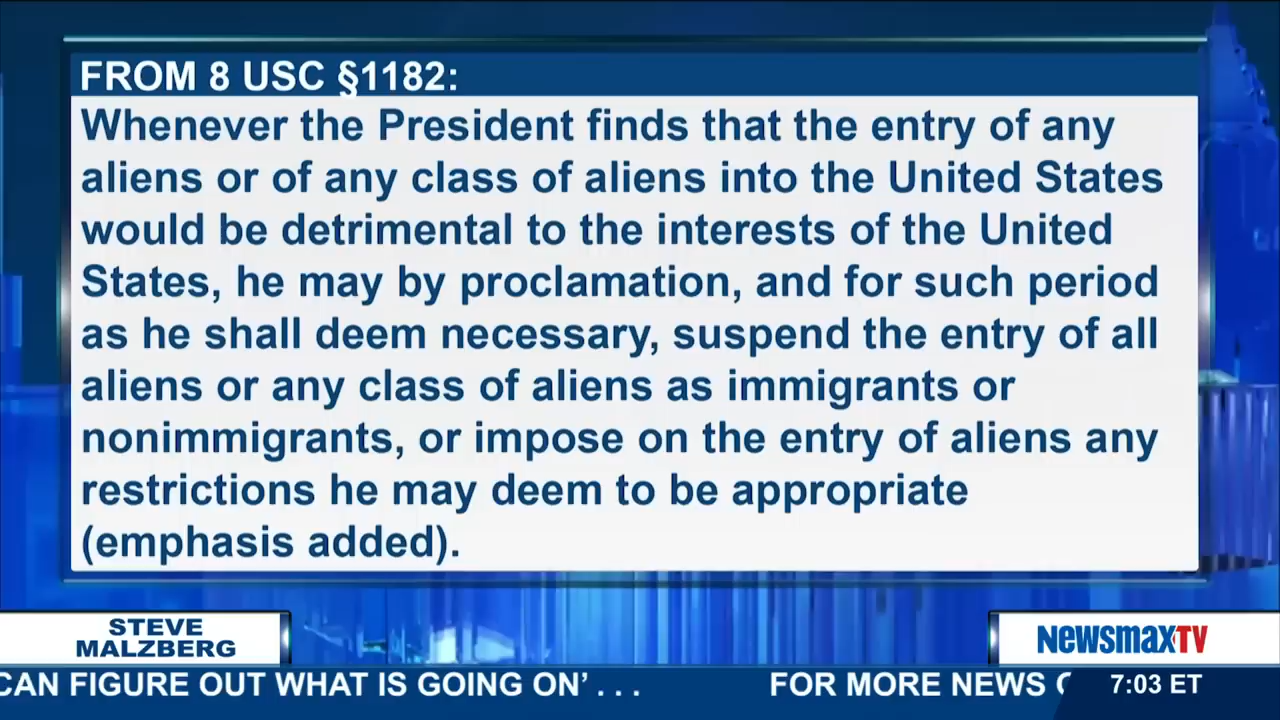 FROM 8 USC §1182:
Whenever the President finds that the entry of any
aliens or of any class of aliens into the United States
would be detrimental to the interests of the United
States, he may by proclamation, and for such period
as he shall deem necessary, suspend the entry of all
aliens or any class of aliens as immigrants or
nonimmigrants, or impose on the entry of aliens any
restrictions he may deem to be appropriate
(emphasis added).
STEVE
MALZBERG
NEWSMAXTV
CAN FIGURE OUT WHAT IS GOING ON’ . . . FOR MORE NEWS
7:03 ET